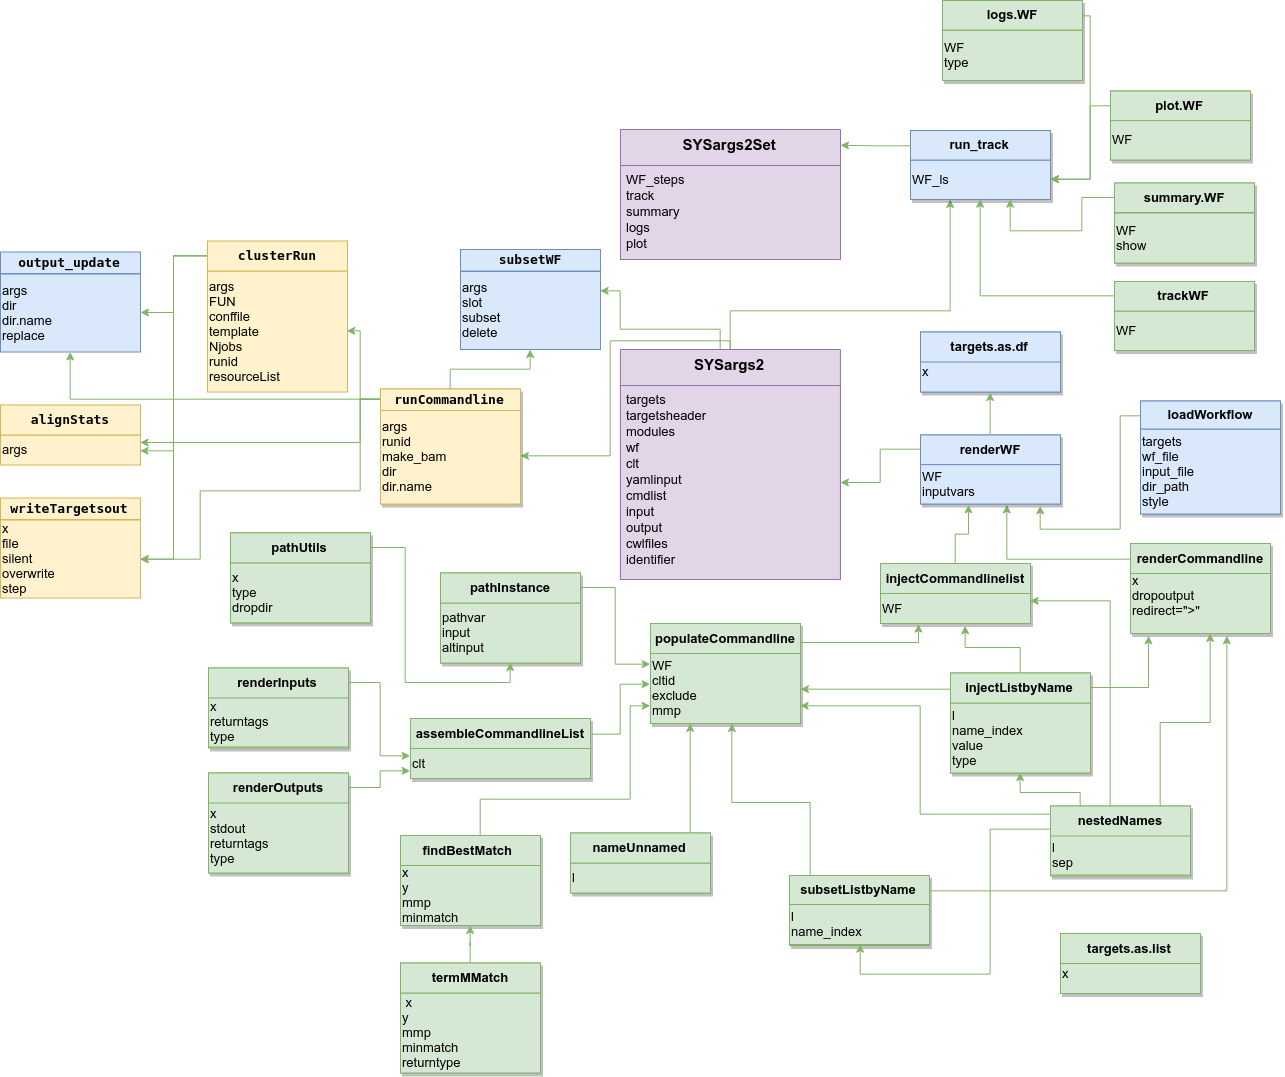 logs.WF
WF
type
plot.WF
WF
SYSargs2Set
WF_steps
track
summary
logs
plot
run_track
WF_ls
summary.WF
WF
show
trackWF
WF
output_update
args
dir
dir.name
replace
clusterRun
args
FUN
conffile
template
Njobs
runid
resourceList
subsetWF
args
slot
subset
delete
targets.as.df
x
SYSargs2
targets
targetsheader
modules
wf
clt
yamlinput
cmdlist
input
output
cwlfiles
identifier
runCommandline
args
runid
make_bam
dir
dir.name
alignStats
args
loadWorkflow
targets
wf_file
input_file
dir_path
style
renderWF
WF
inputvars
writeTargetsout
x
file
silent
overwrite
step
pathUtils
x
type
dropdir
pathInstance
pathvar
input
altinput
injectCommandlinelist
WF
renderCommandline
x
dropoutput
redirect=">"
populateCommandline
WF
cltid
exclude
mmp
renderInputs
x
returntags
type
injectListbyName
l
name_index
value
type
assembleCommandlineList
clt
renderOutputs
x
stdout
returntags
type
nestedNames
l
sep
findBestMatch
x
y
mmp
minmatch
nameUnnamed
l
subsetListbyName
l
name_index
targets.as.list
x
termMMatch
x
y
mmp
minmatch
returntype